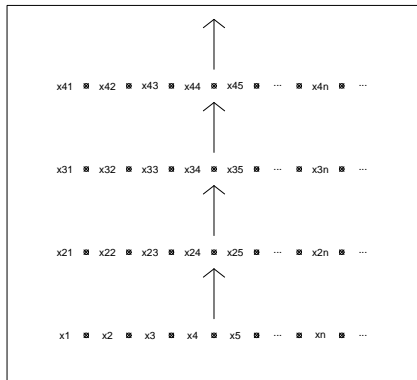 x41 ⊠ x42 ⊠ x43 ⊠ x44 ⊠ x45 ⊠ ... ⊠ x4n ⊠ ...
x31 ⊠ x32 ⊠ x33 ⊠ x34 ⊠ x35 ⊠ ... ⊠ x3n ⊠ ...
x21 ⊠ x22 ⊠ x23 ⊠ x24 ⊠ x25 ⊠ ... ⊠ x2n ⊠ ...
x1 ⊠ x2 ⊠ x3 ⊠ x4 ⊠ x5 ⊠ ... ⊠ xn ⊠ ...